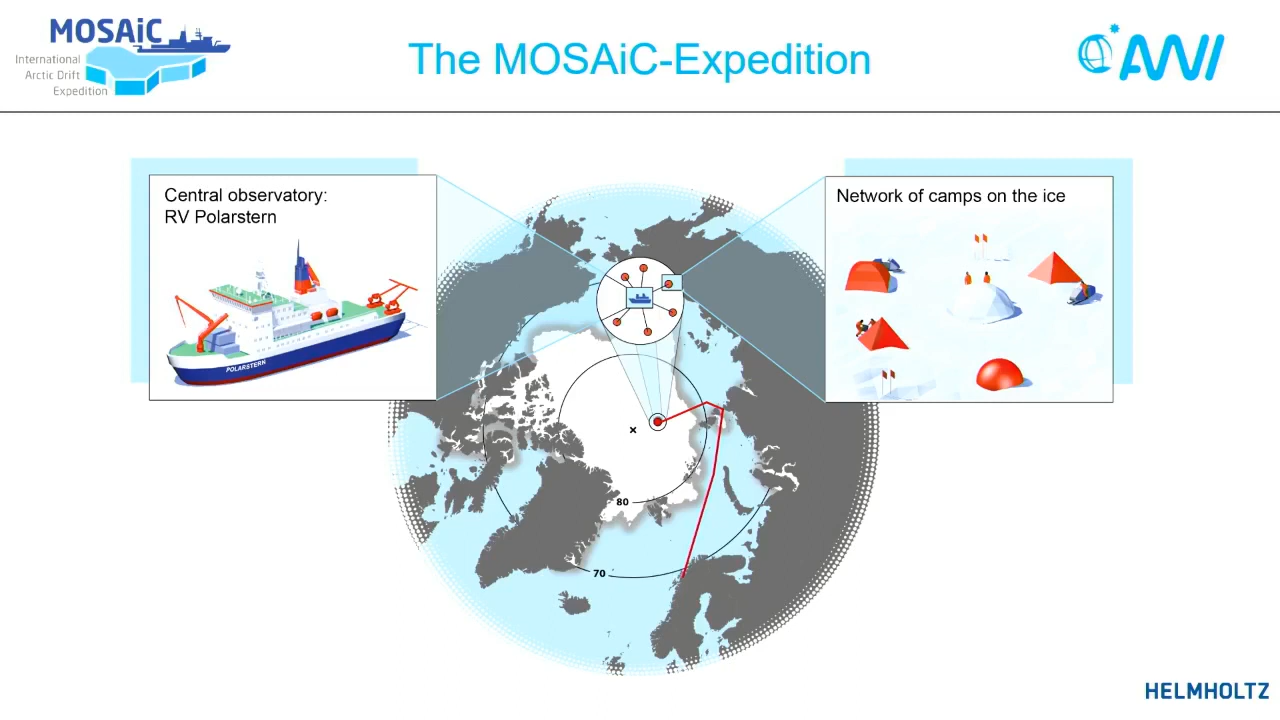 MOSAiC
International
Arctic Drift
Expedition
The MOSAiC-Expedition
AWI
Central observatory:
RV Polarstern
POLARSTERN
Network of camps on the ice
80
70
HELMHOLTZ